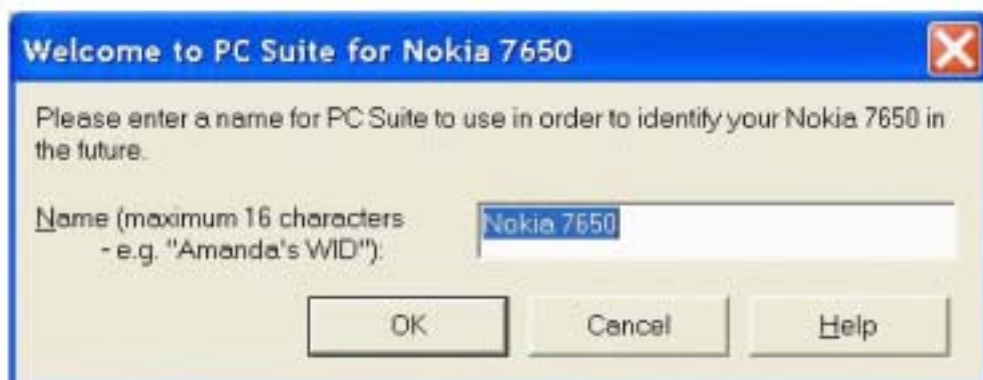 Welcome to PC Suite for Nokia 7650
Please enter a name for PC Suite to use in order to identify your Nokia 7650 in
the future.
Name (maximum 16 characters
- e.g. "Amanda's WID"):
Nokia 7650
OK
Cancel
Help